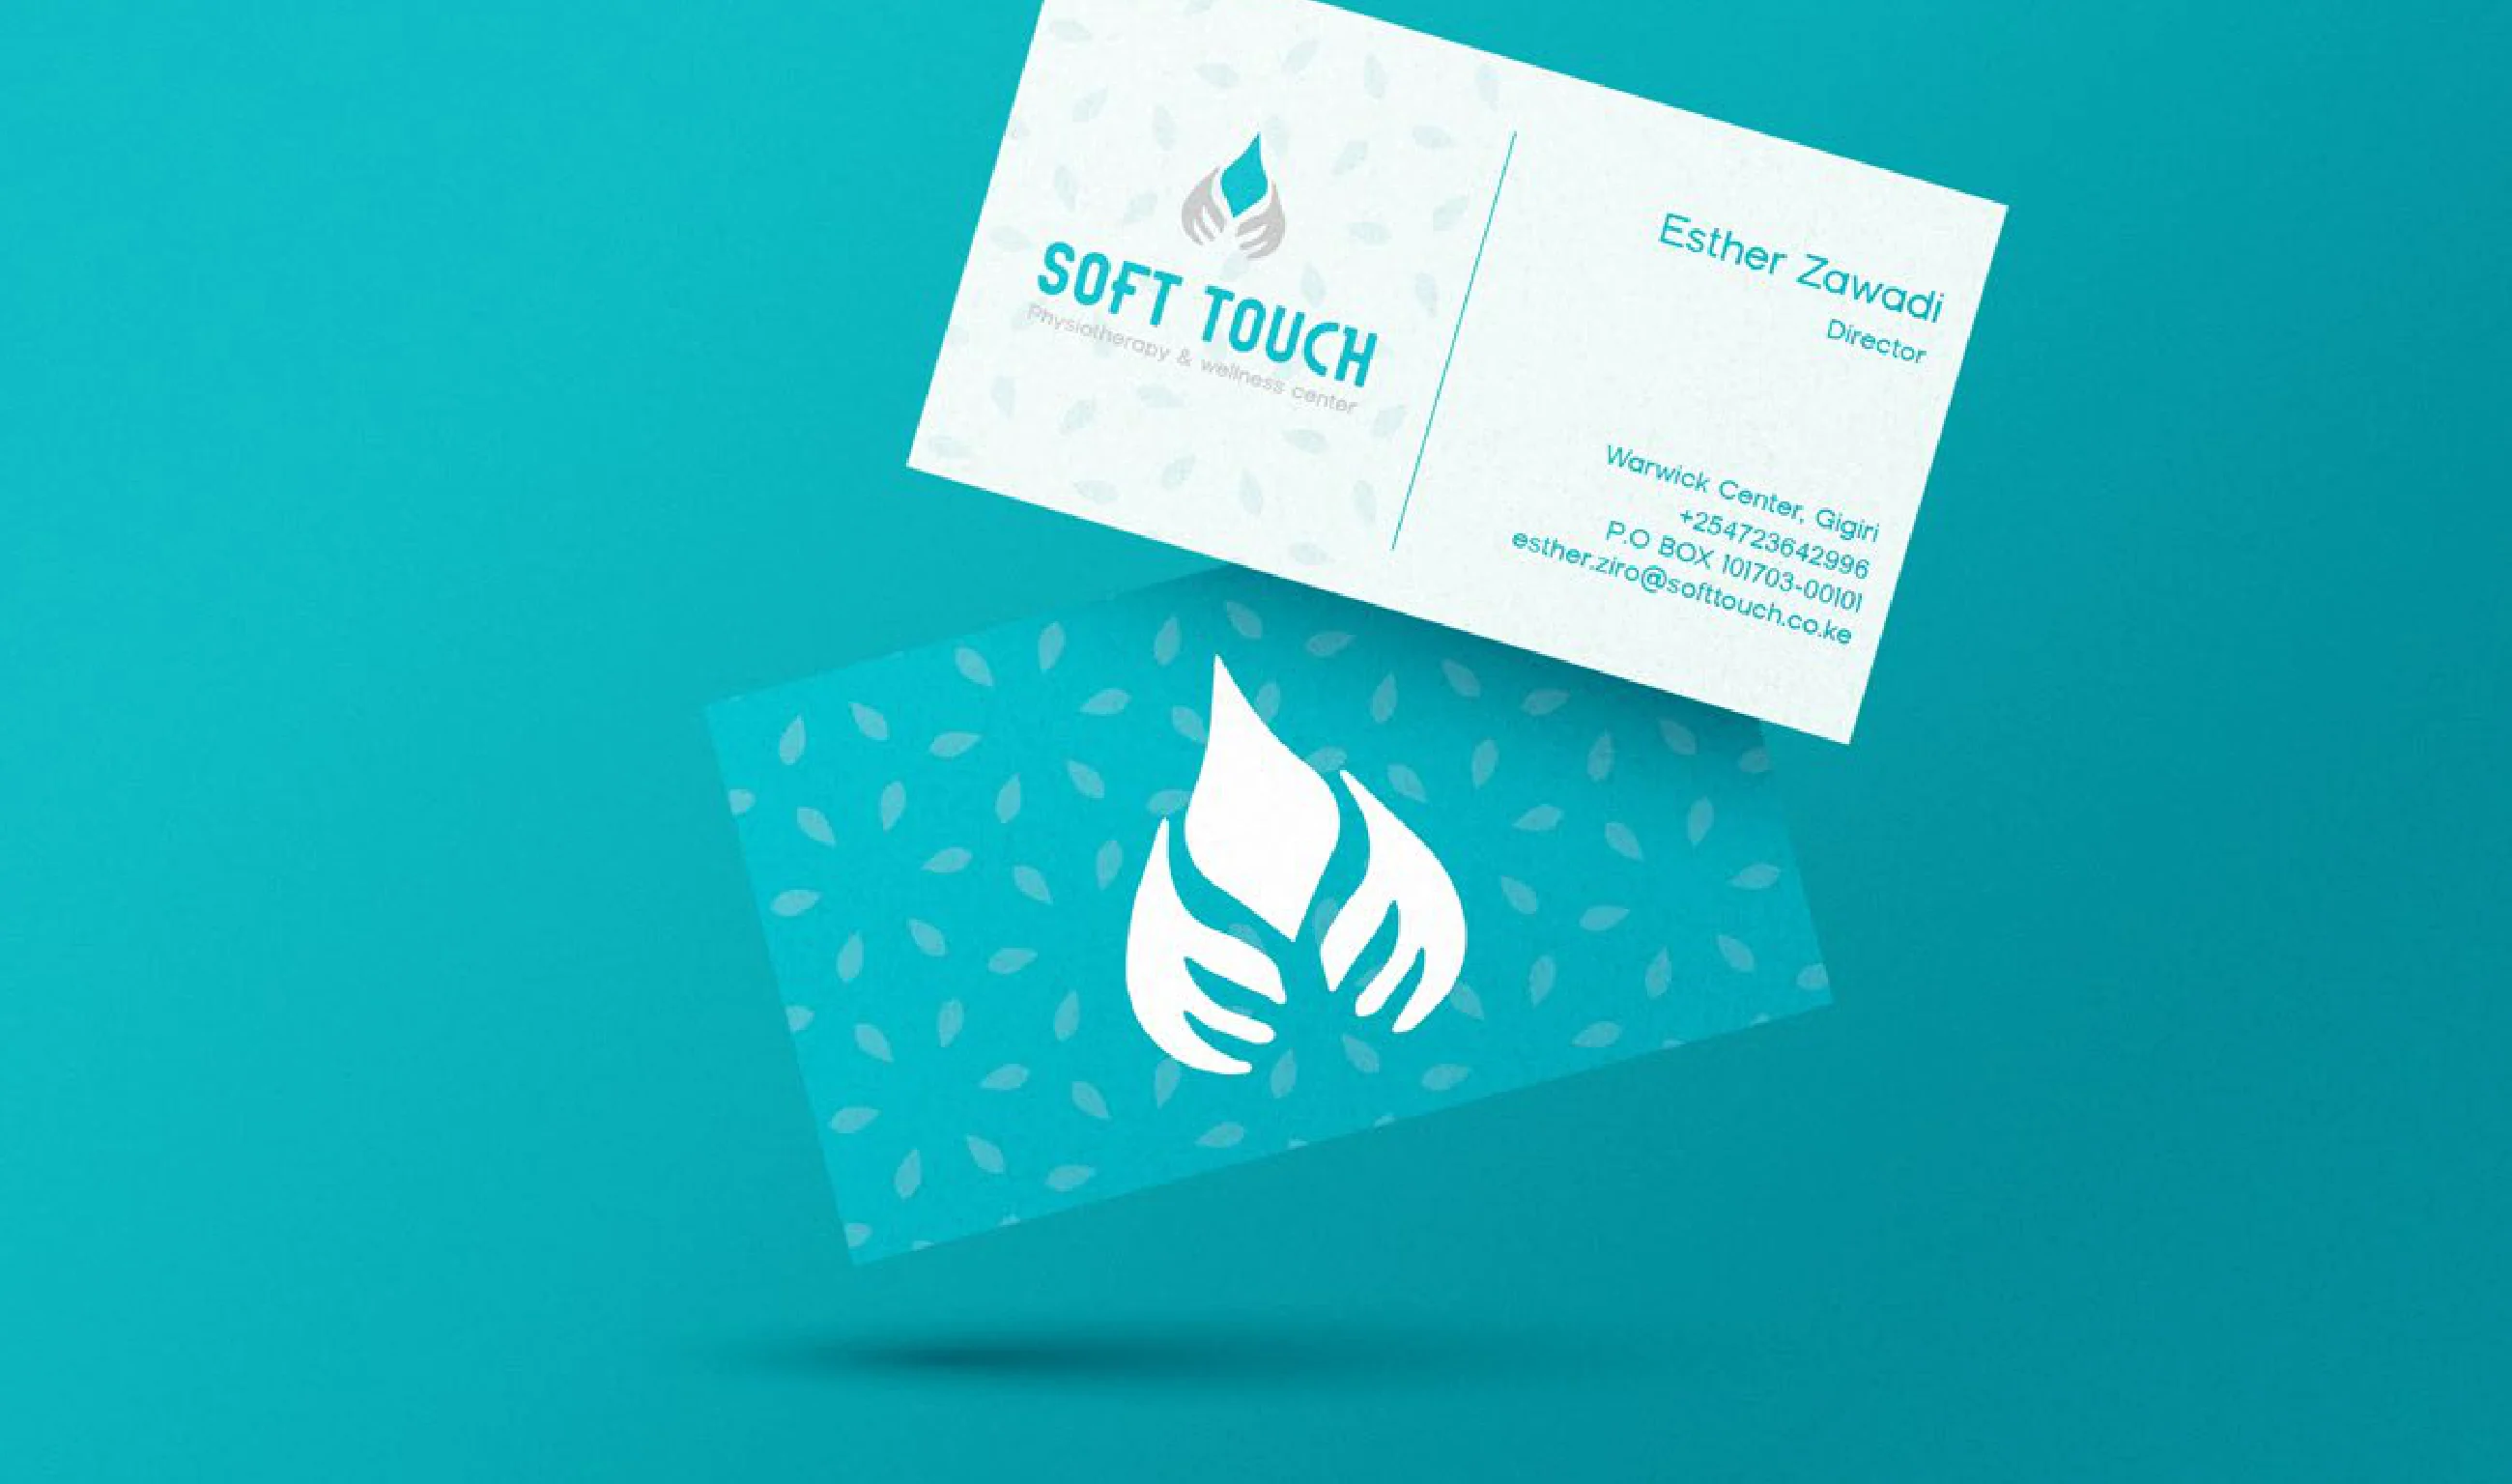 SOFT TOUCH
Physiotherapy & wellness center
Esther Zawadi
Director
Warwick Center, Gigiri
+254723642996
P.O BOX 101703-00101
esther.ziro@softtouch.co.ke